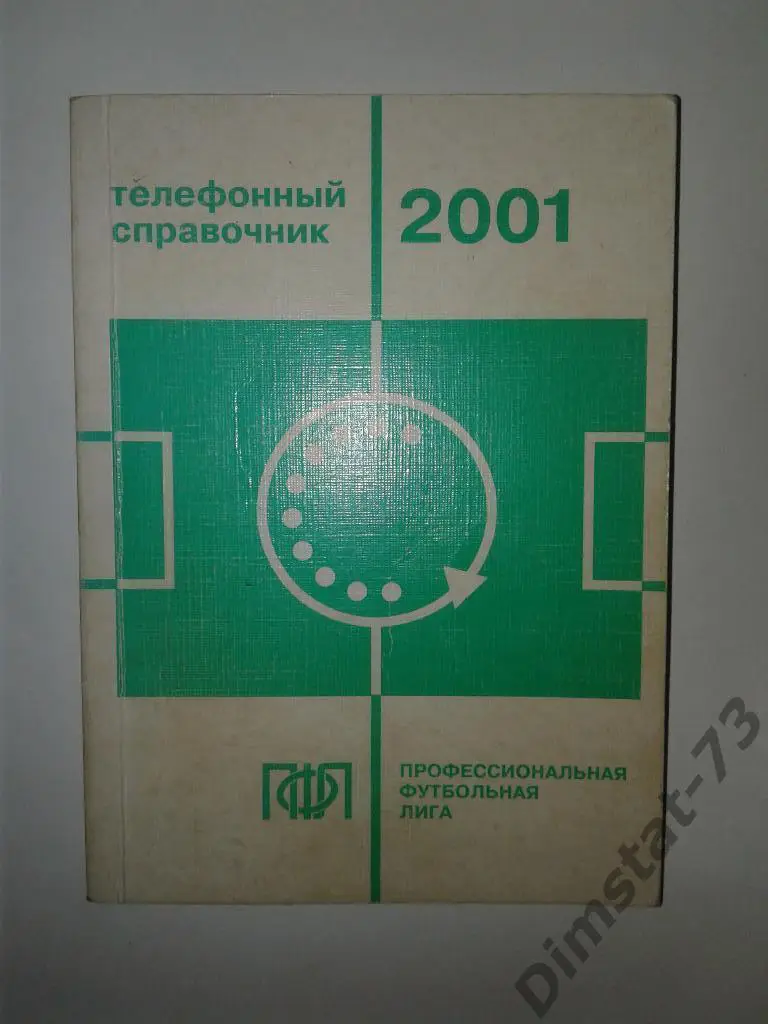 телефонный
справочник
2001
ПФЛ
ПРОФЕССИОНАЛЬНАЯ
ФУТБОЛЬНАЯ
ЛИГА
Dimstat-73